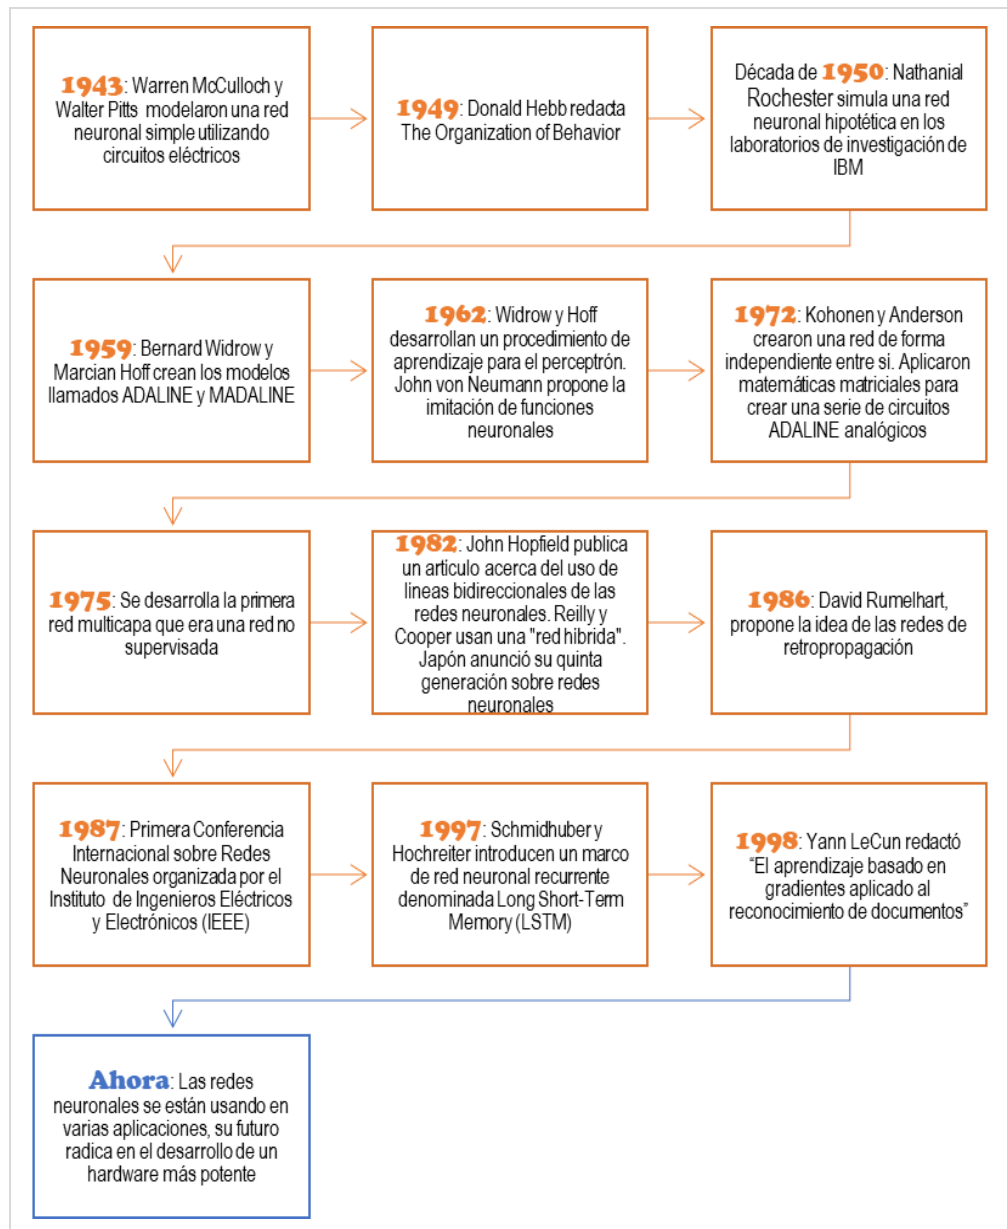 1943: Warren McCulloch y
Walter Pitts modelaron una red
neuronal simple utilizando
circuitos eléctricos
1949: Donald Hebb redacta
The Organization of Behavior
Década de 1950: Nathanial
Rochester simula una red
neuronal hipotética en los
laboratorios de investigación de
IBM
1959: Bernard Widrow y
Marcian Hoff crean los modelos
llamados ADALINE y MADALINE
1962: Widrow y Hoff
desarrollan un procedimiento de
aprendizaje para el perceptrón.
John von Neumann propone la
imitación de funciones
neuronales
1972: Kohonen y Anderson
crearon una red de forma
independiente entre si. Aplicaron
matemáticas matriciales para
crear una serie de circuitos
ADALINE analógicos
1975: Se desarrolla la primera
red multicapa que era una red no
supervisada
1982: John Hopfield publica
un artículo acerca del uso de
líneas bidireccionales de las
redes neuronales. Reilly y
Cooper usan una "red híbrida".
Japón anunció su quinta
generación sobre redes
neuronales
1986: David Rumelhart,
propone la idea de las redes de
retropropagación
1987: Primera Conferencia
Internacional sobre Redes
Neuronales organizada por el
Instituto de Ingenieros Eléctricos
y Electrónicos (IEEE)
1997: Schmidhuber y
Hochreiter introducen un marco
de red neuronal recurrente
denominada Long Short-Term
Memory (LSTM)
1998: Yann LeCun redactó
“El aprendizaje basado en
gradientes aplicado al
reconocimiento de documentos”
Ahora: Las redes
neuronales se están usando en
varias aplicaciones, su futuro
radica en el desarrollo de un
hardware más potente